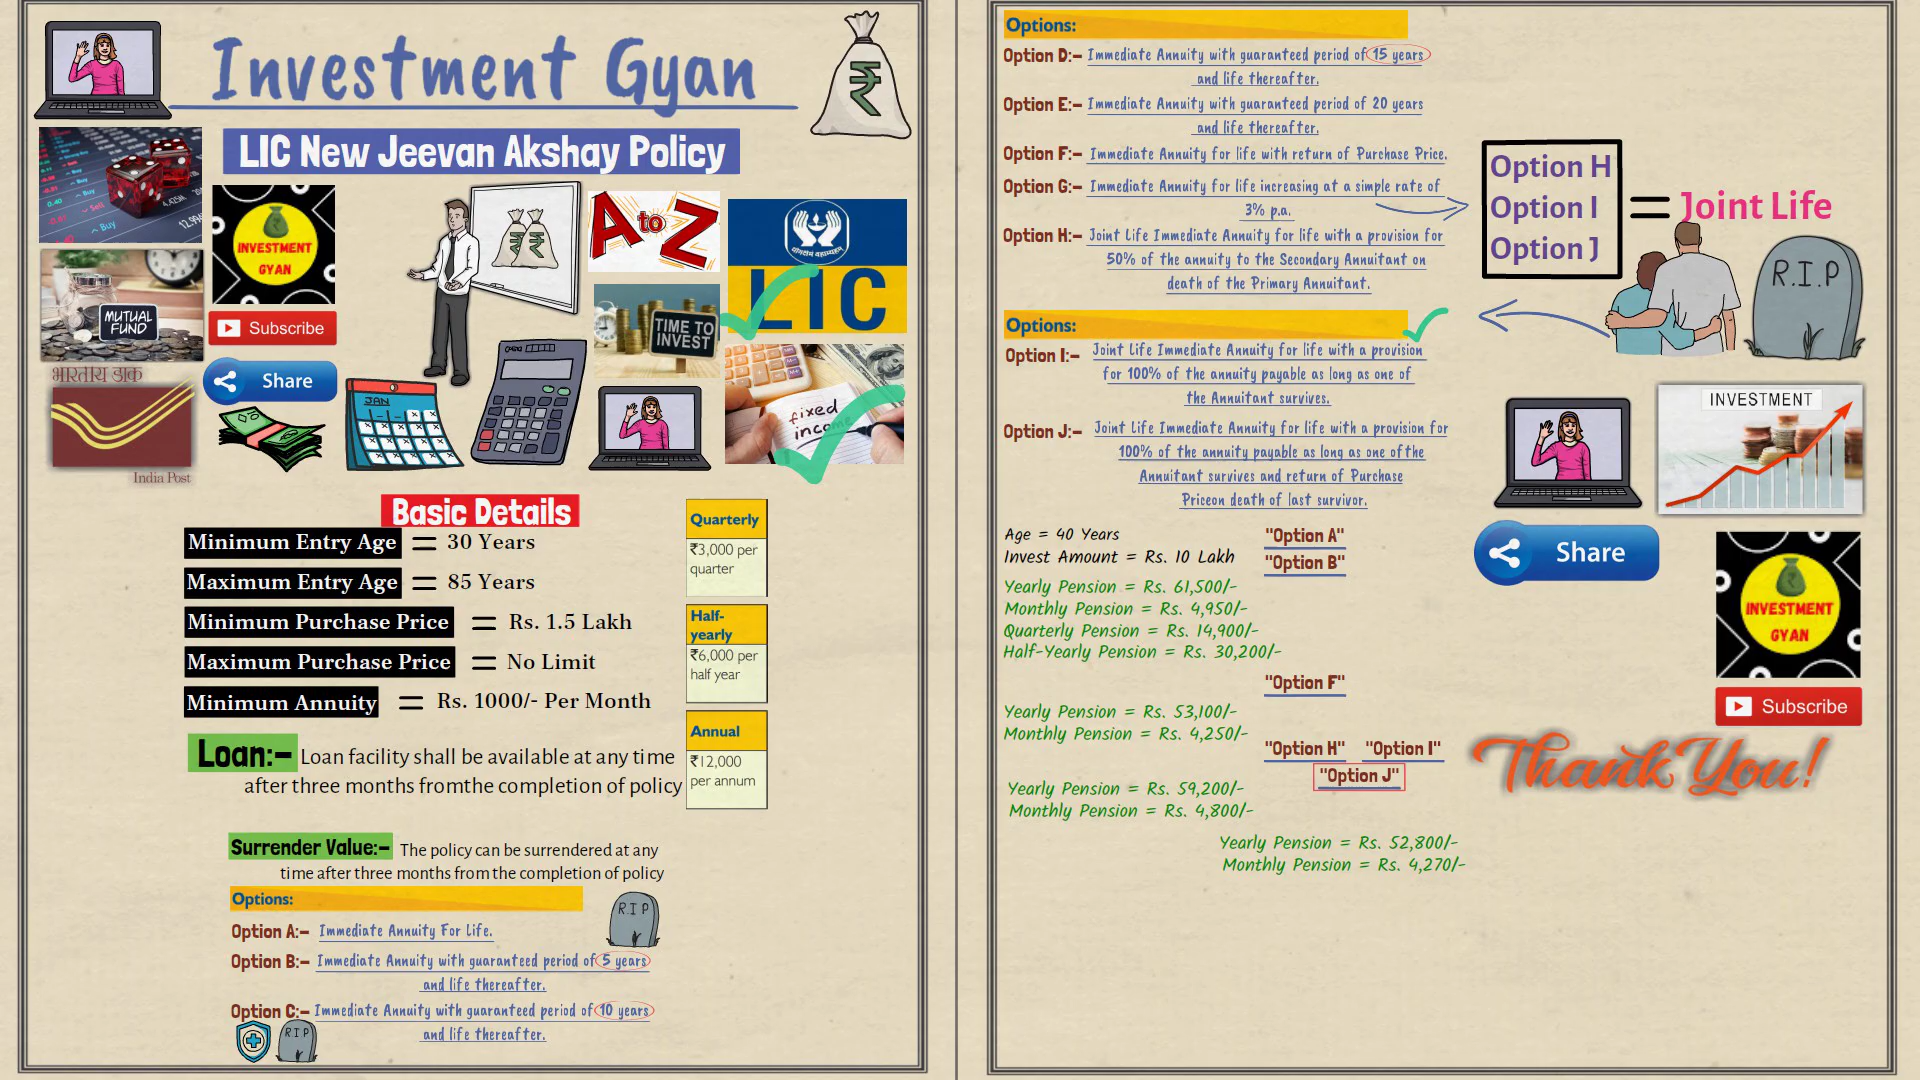 Investment Gyan
LIC New Jeevan Akshay Policy
Buy
Sell
Buy
INVESTMENT
GYAN
Subscribe
Share
MUTUAL
FUND
भारतीय डाक
India Post
JAN
A to Z
TIME TO
INVEST
LIC
fixed
income
Basic Details
Minimum Entry Age = 30 Years
Maximum Entry Age = 85 Years
Minimum Purchase Price = Rs. 1.5 Lakh
Maximum Purchase Price = No Limit
Minimum Annuity = Rs. 1000/- Per Month
Quarterly
₹3,000 per
quarter
Half-
yearly
₹6,000 per
half year
Annual
₹12,000
per annum
Loan:- Loan facility shall be available at any time
after three months fromthe completion of policy
Surrender Value:- The policy can be surrendered at any
time after three months from the completion of policy
Options:
R.I.P
Option A:- Immediate Annuity For Life.
Option B:- Immediate Annuity with guaranteed period of 5 years
and life thereafter.
Option C:- Immediate Annuity with guaranteed period of 10 years
and life thereafter.
R.I.P
Options:
Option D:- Immediate Annuity with guaranteed period of 15 years
and life thereafter.
Option E:- Immediate Annuity with guaranteed period of 20 years
and life thereafter.
Option F:- Immediate Annuity for life with return of Purchase Price.
Option G:- Immediate Annuity for life increasing at a simple rate of
3% p.a.
Option H:- Joint Life Immediate Annuity for life with a provision for
50% of the annuity to the Secondary Annuitant on
death of the Primary Annuitant.
Option H
Option I
Option J
= Joint Life
R.I.P
Options:
Option I:- Joint Life Immediate Annuity for life with a provision
for 100% of the annuity payable as long as one of
the Annuitant survives.
Option J:- Joint Life Immediate Annuity for life with a provision for
100% of the annuity payable as long as one ofthe
Annuitant survives and return of Purchase
Priceon death of last survivor.
INVESTMENT
Share
INVESTMENT
GYAN
Subscribe
Age = 40 Years
Invest Amount = Rs. 10 Lakh
"Option A"
"Option B"
Yearly Pension = Rs. 61,500/-
Monthly Pension = Rs. 4,950/-
Quarterly Pension = Rs. 14,900/-
Half-Yearly Pension = Rs. 30,200/-
"Option F"
Yearly Pension = Rs. 53,100/-
Monthly Pension = Rs. 4,250/-
"Option H" "Option I"
"Option J"
Yearly Pension = Rs. 59,200/-
Monthly Pension = Rs. 4,800/-
Yearly Pension = Rs. 52,800/-
Monthly Pension = Rs. 4,270/-
Thank You!